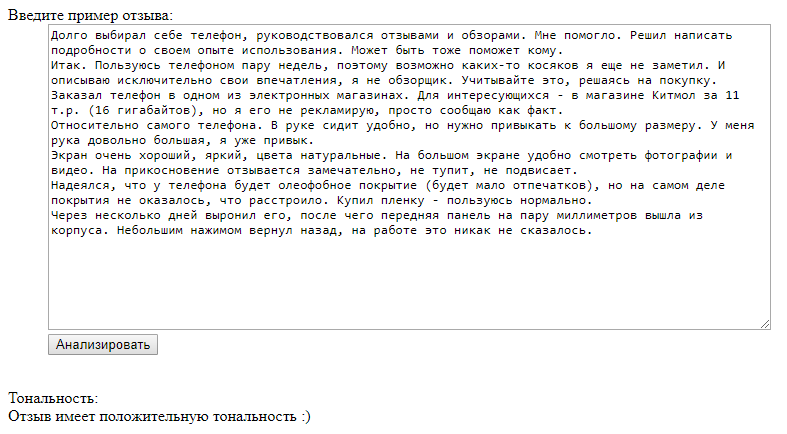 Введите пример отзыва:
Долго выбирал себе телефон, руководствовался отзывами и обзорами. Мне помогло. Решил написать
подробности о своем опыте использования. Может быть тоже поможет кому.
Итак. Пользуюсь телефоном пару недель, поэтому возможно каких-то косяков я еще не заметил. И
описываю исключительно свои впечатления, я не обзорщик. Учитывайте это, решаясь на покупку.
Заказал телефон в одном из электронных магазинах. Для интересующихся - в магазине Китмол за 11
т.р. (16 гигабайтов), но я его не рекламирую, просто сообщаю как факт.
Относительно самого телефона. В руке сидит удобно, но нужно привыкать к большому размеру. У меня
рука довольно большая, я уже привык.
Экран очень хороший, яркий, цвета натуральные. На большом экране удобно смотреть фотографии и
видео. На прикосновение отзывается замечательно, не тупит, не подвисает.
Надеялся, что у телефона будет олеофобное покрытие (будет мало отпечатков), но на самом деле
покрытия не оказалось, что расстроило. Купил пленку - пользуюсь нормально.
Через несколько дней выронил его, после чего передняя панель на пару миллиметров вышла из
корпуса. Небольшим нажимом вернул назад, на работе это никак не сказалось.
Анализировать
Тональность:
Отзыв имеет положительную тональность :)